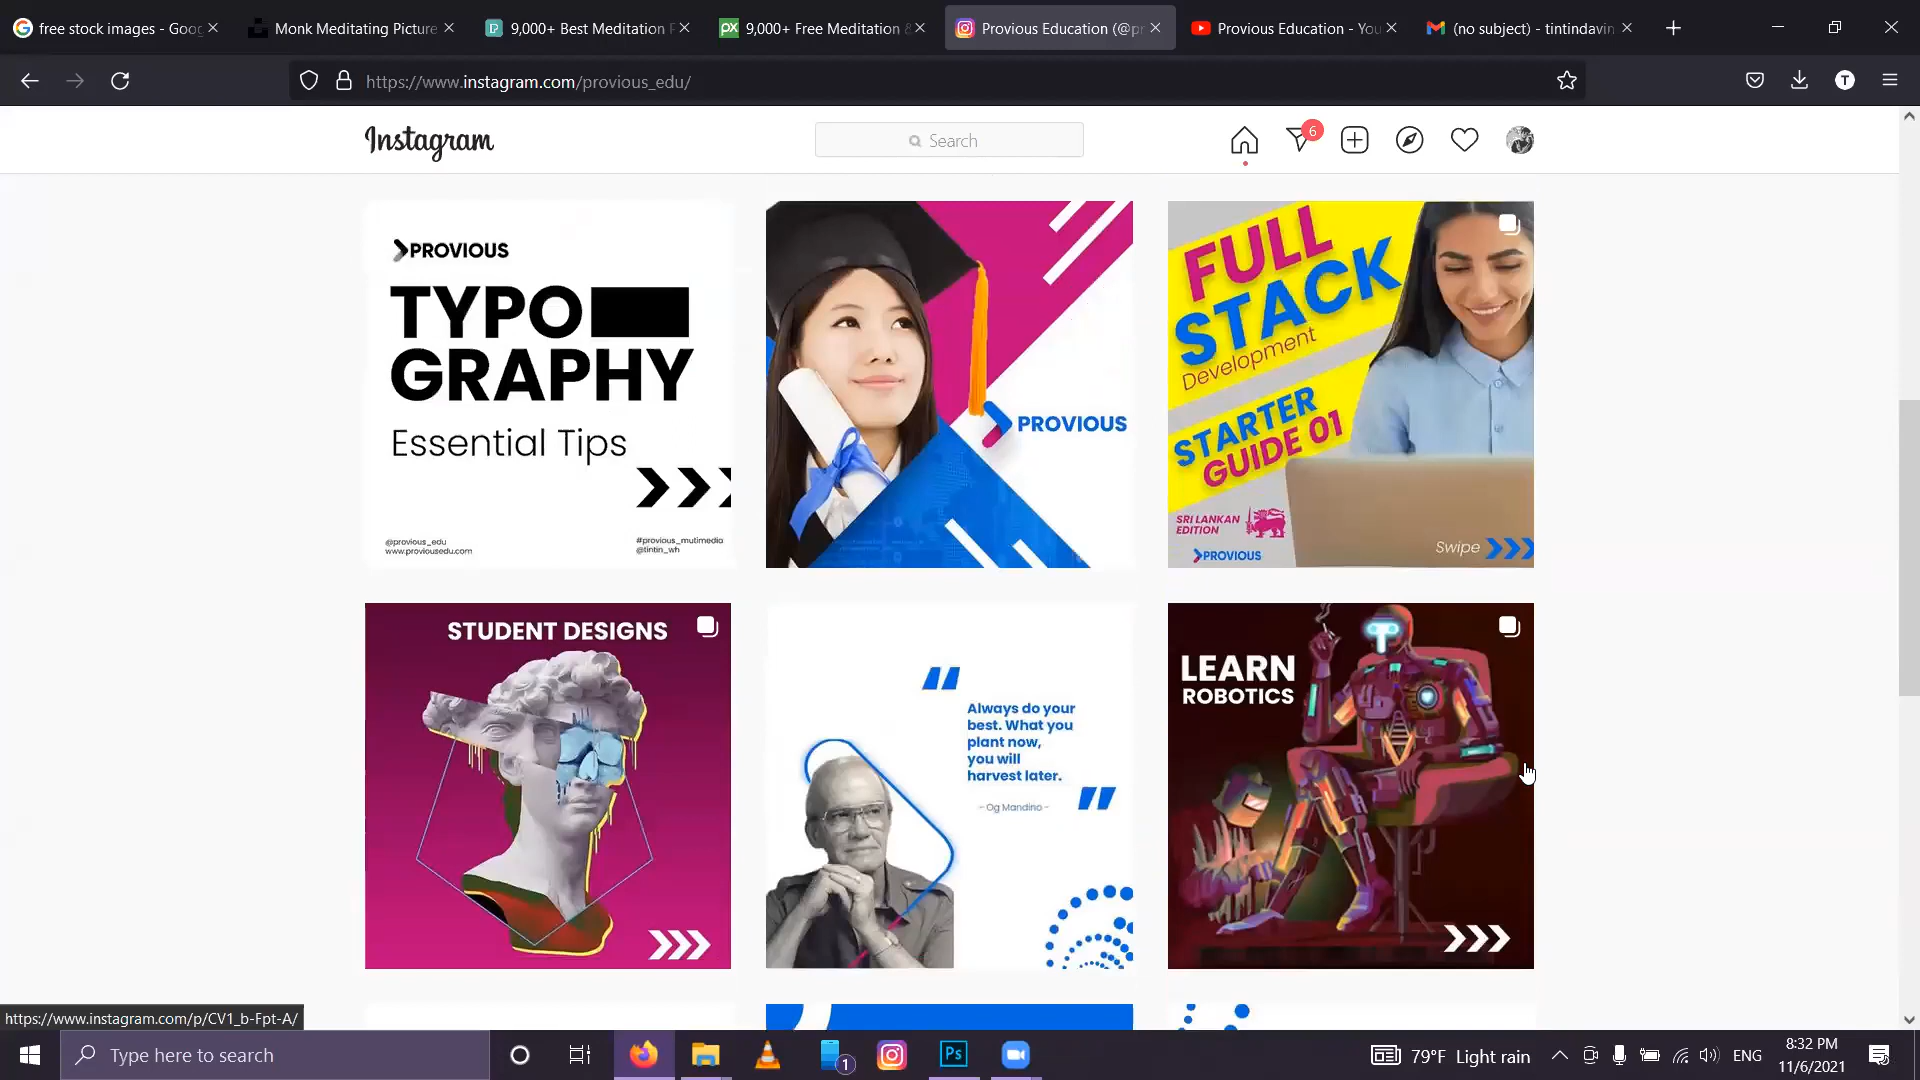 free stock images - Goog
Monk Meditating Picture
9,000+ Best Meditation P
9,000+ Free Meditation &
Provious Education (@pr
Provious Education - You
(no subject) - tintindavin
https://www.instagram.com/provious_edu/
T
Instagram
Search
6
PROVIOUS
TYPO
GRAPHY
Essential Tips
@provious_edu
www.proviousedu.com
#provious_mutimedia
@tintin_wh
PROVIOUS
FULL
STACK
Development
STARTER
GUIDE 01
SRI LANKAN
EDITION
PROVIOUS
Swipe
STUDENT DESIGNS
Always do your
best. What you
plant now,
you will
harvest later.
- Og Mandino -
LEARN
ROBOTICS
https://www.instagram.com/p/CV1_b-Fpt-A/
Type here to search
1
Ps
79°F Light rain
ENG
8:32 PM
11/6/2021